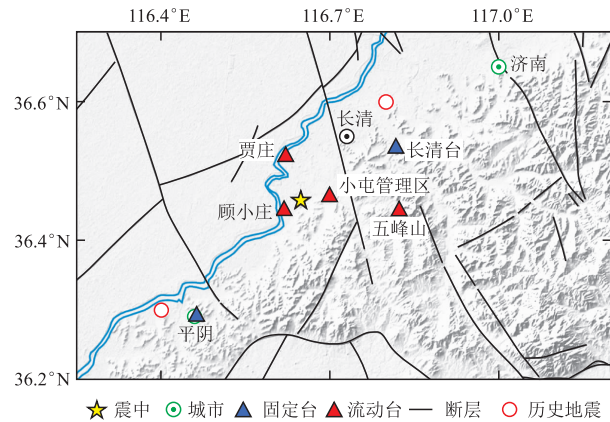 116.4°E 116.7°E 117.0°E
济南
36.6°N
长清
贾庄
长清台
小屯管理区
顾小庄
五峰山
36.4°N
平阴
36.2°N
震中 城市 固定台 流动台 断层 历史地震